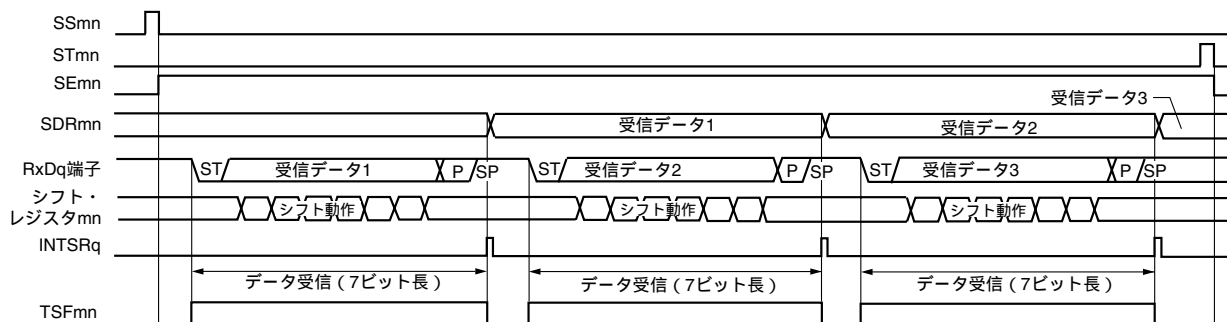 SSmn
STmn
SEmn
受信データ3
SDRmn 受信データ1 受信データ2
RxDq端子 ST 受信データ1 P SP ST 受信データ2 P SP ST 受信データ3 P SP
シフト・
レジスタmn シフト動作 シフト動作 シフト動作
INTSRq
データ受信(7ビット長) データ受信(7ビット長) データ受信(7ビット長)
TSFmn